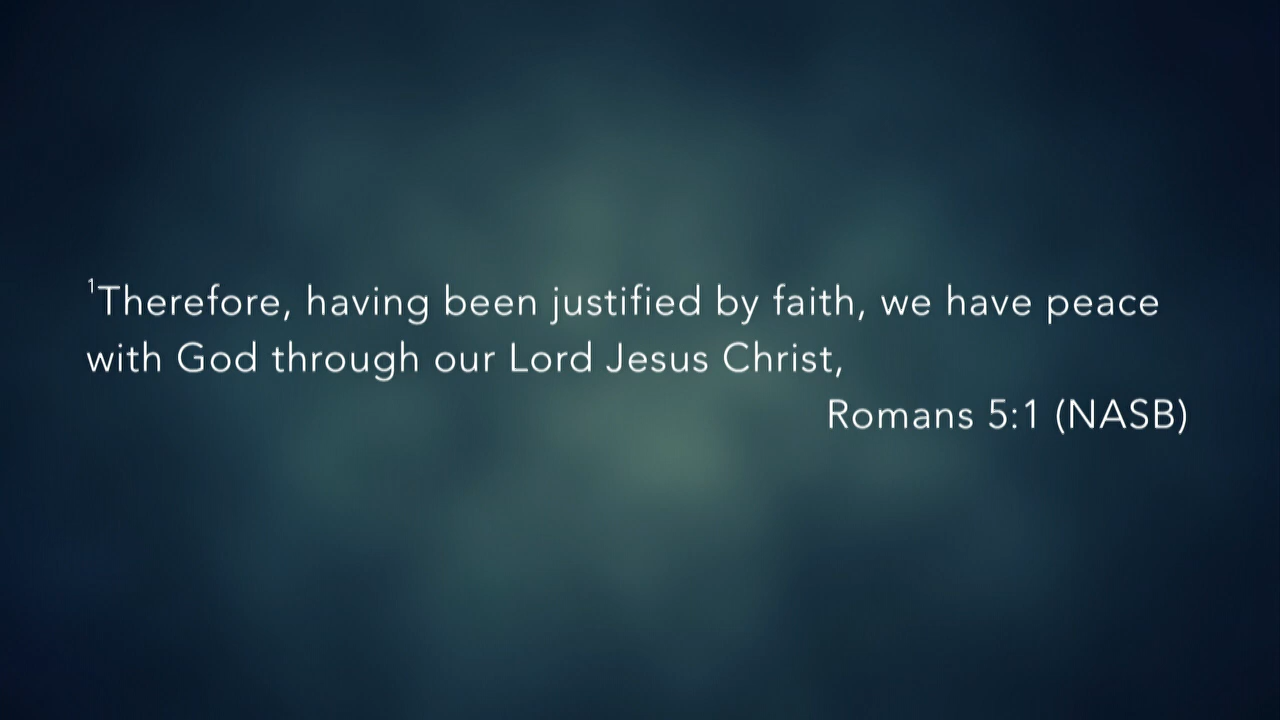 ¹Therefore, having been justified by faith, we have peace
with God through our Lord Jesus Christ,
Romans 5:1 (NASB)